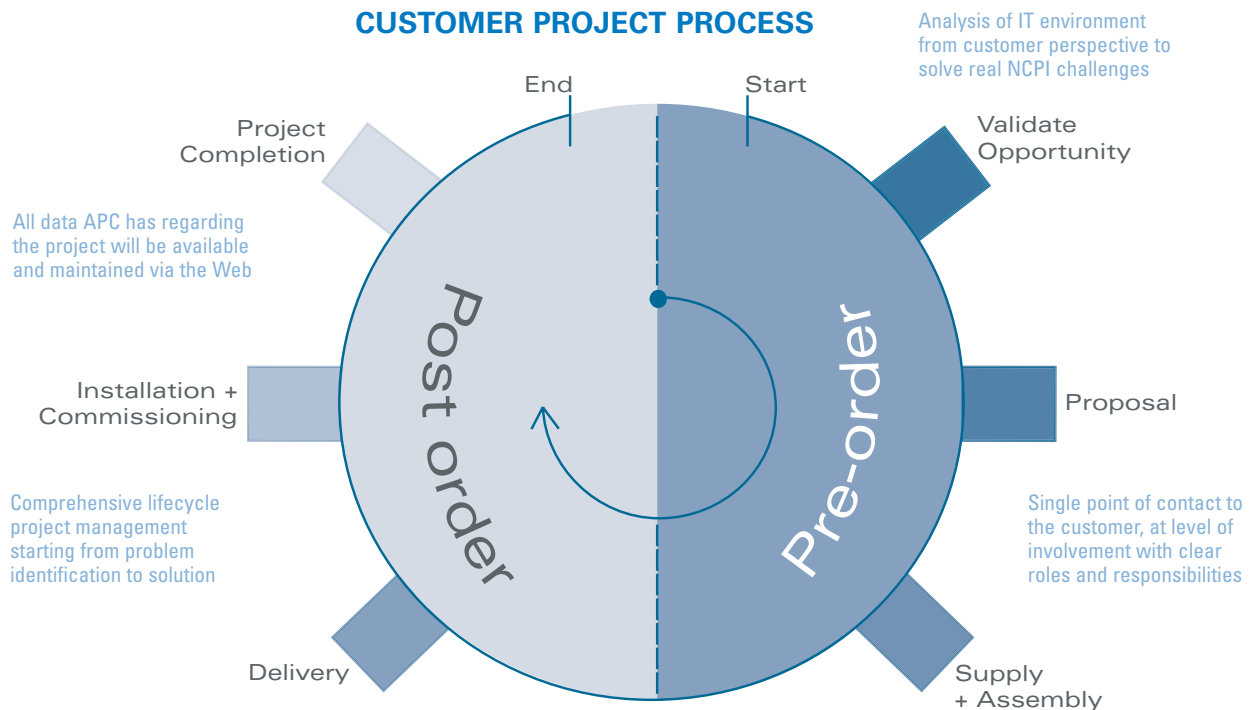 CUSTOMER PROJECT PROCESS
Analysis of IT environment
from customer perspective to
solve real NCPI challenges
End
Start
Project
Completion
Validate
Opportunity
All data APC has regarding
the project will be available
and maintained via the Web
Post order
Pre-order
Installation +
Commissioning
Proposal
Comprehensive lifecycle
project management
starting from problem
identification to solution
Single point of contact to
the customer, at level of
involvement with clear
roles and responsibilities
Delivery
Supply
+ Assembly